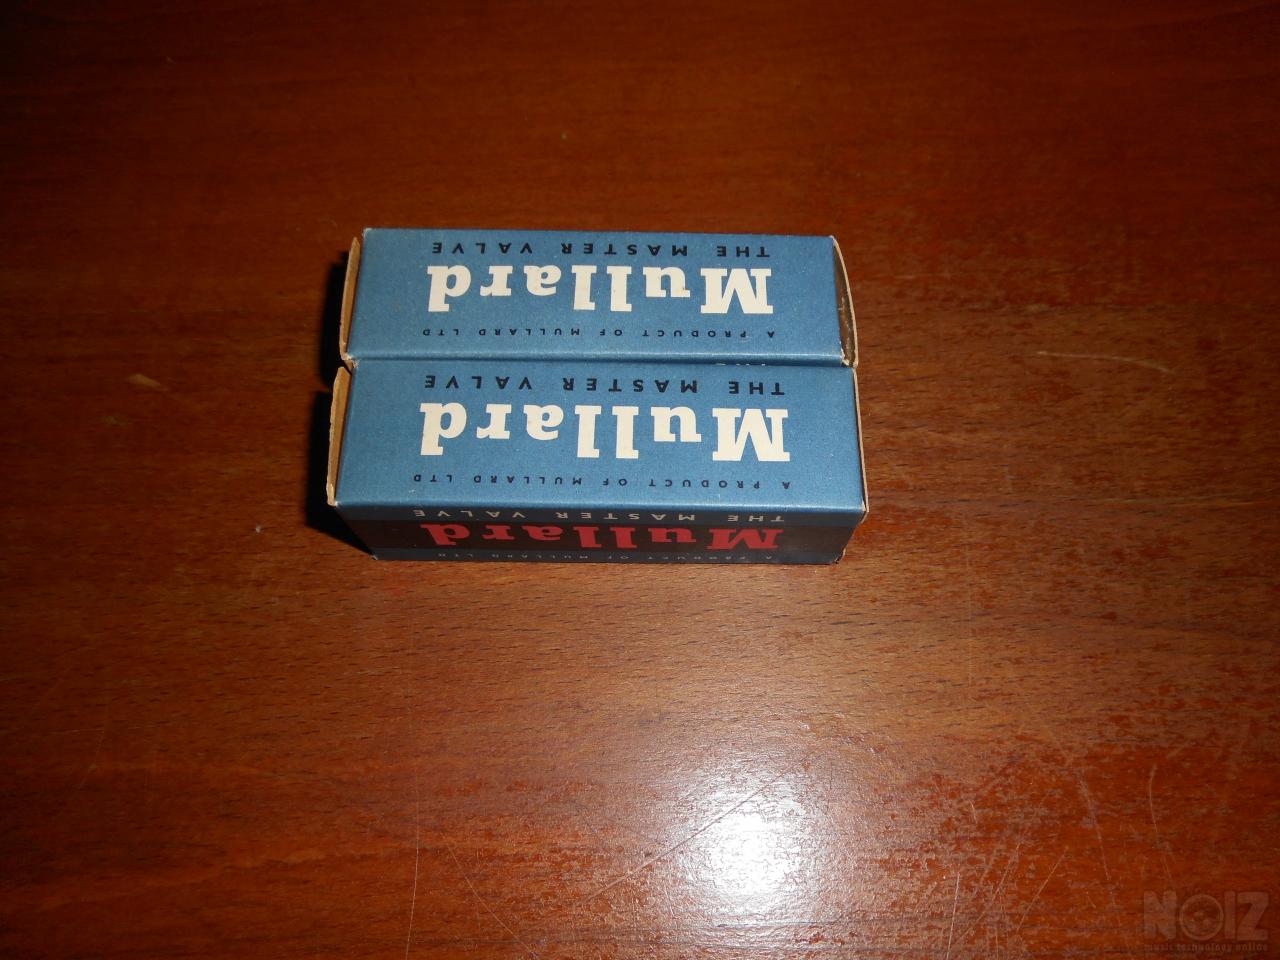 THE MASTER VALVE
Mullard
A PRODUCT OF MULLARD LTD
THE MASTER VALVE
Mullard
A PRODUCT OF MULLARD LTD
THE MASTER VALVE
Mullard
A PRODUCT OF MULLARD LTD
NOIZ
music technology online